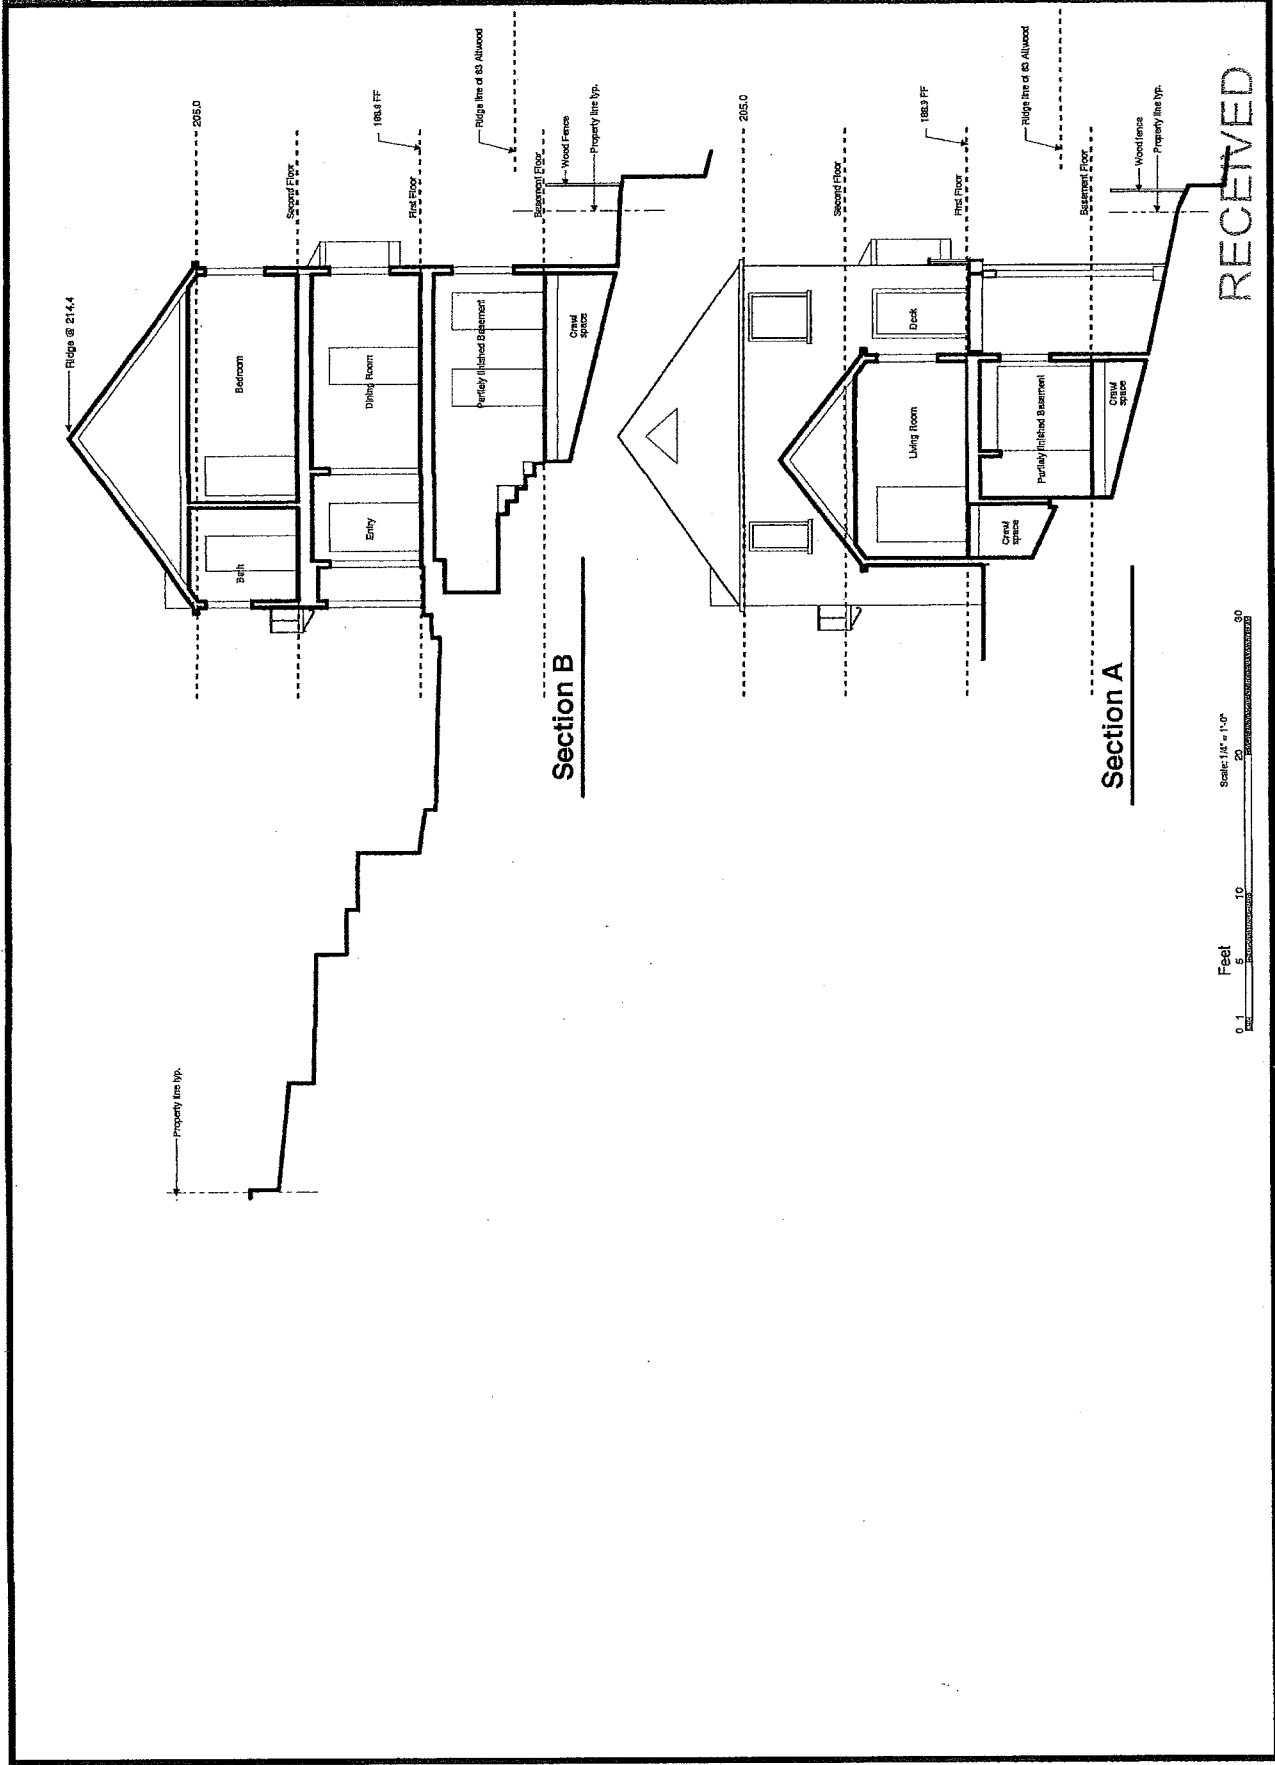 Ridge @ 214.4
205.0
Bedroom
Bath
Second Floor
188.9 FF
Dining Room
Entry
First Floor
Ridge line of 83 Altwood
Partially finished Basement
Basement Floor
Wood Fence
Property line typ.
Crawl
space
Property line typ.
Section B
205.0
Second Floor
188.9 FF
Deck
Living Room
First Floor
Ridge line of 83 Altwood
Partially finished Basement
Basement Floor
Wood fence
Property line typ.
Crawl
space
Crawl
space
Section A
Feet
Scale: 1/4" = 1'-0"
0 1 5 10 20 30
RECEIVED